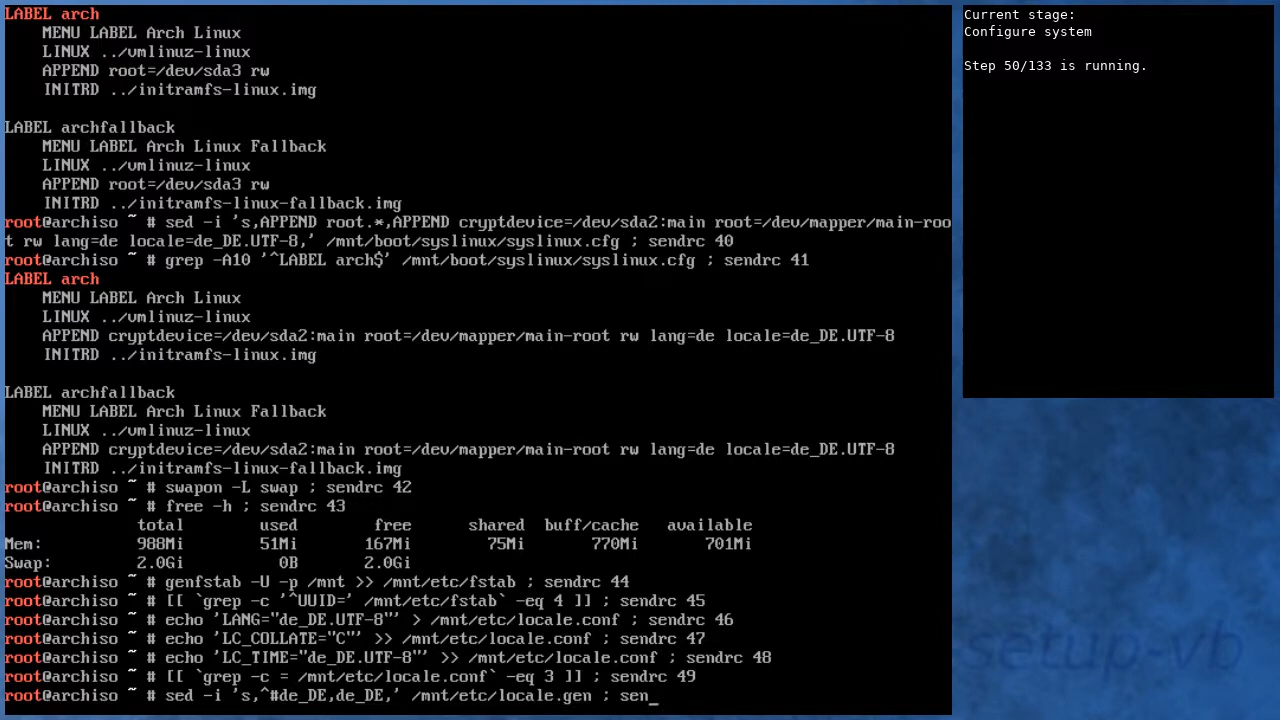 LABEL arch
    MENU LABEL Arch Linux
    LINUX ../vmlinuz-linux
    APPEND root=/dev/sda3 rw
    INITRD ../initramfs-linux.img

LABEL archfallback
    MENU LABEL Arch Linux Fallback
    LINUX ../vmlinuz-linux
    APPEND root=/dev/sda3 rw
    INITRD ../initramfs-linux-fallback.img
root@archiso ~ # sed -i 's,APPEND root.*,APPEND cryptdevice=/dev/sda2:main root=/dev/mapper/main-roo
t rw lang=de locale=de_DE.UTF-8,' /mnt/boot/syslinux/syslinux.cfg ; sendrc 40
root@archiso ~ # grep -A10 '^LABEL arch$' /mnt/boot/syslinux/syslinux.cfg ; sendrc 41
LABEL arch
    MENU LABEL Arch Linux
    LINUX ../vmlinuz-linux
    APPEND cryptdevice=/dev/sda2:main root=/dev/mapper/main-root rw lang=de locale=de_DE.UTF-8
    INITRD ../initramfs-linux.img

LABEL archfallback
    MENU LABEL Arch Linux Fallback
    LINUX ../vmlinuz-linux
    APPEND cryptdevice=/dev/sda2:main root=/dev/mapper/main-root rw lang=de locale=de_DE.UTF-8
    INITRD ../initramfs-linux-fallback.img
root@archiso ~ # swapon -L swap ; sendrc 42
root@archiso ~ # free -h ; sendrc 43
              total        used        free      shared  buff/cache   available
Mem:          988Mi        51Mi       167Mi        75Mi       770Mi       701Mi
Swap:         2.0Gi          0B       2.0Gi
root@archiso ~ # genfstab -U -p /mnt >> /mnt/etc/fstab ; sendrc 44
root@archiso ~ # [[ `grep -c '^UUID=' /mnt/etc/fstab` -eq 4 ]] ; sendrc 45
root@archiso ~ # echo 'LANG="de_DE.UTF-8"' > /mnt/etc/locale.conf ; sendrc 46
root@archiso ~ # echo 'LC_COLLATE="C"' >> /mnt/etc/locale.conf ; sendrc 47
root@archiso ~ # echo 'LC_TIME="de_DE.UTF-8"' >> /mnt/etc/locale.conf ; sendrc 48
root@archiso ~ # [[ `grep -c = /mnt/etc/locale.conf` -eq 3 ]] ; sendrc 49
root@archiso ~ # sed -i 's,^#de_DE,de_DE,' /mnt/etc/locale.gen ; sen_
Current stage:
Configure system

Step 50/133 is running.
setup-vb